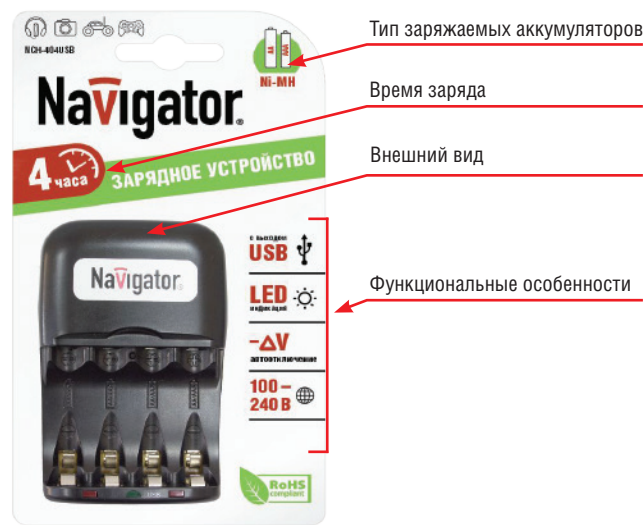 NCH-404USB
Ni-MH
Navigator
4 часа
ЗАРЯДНОЕ УСТРОЙСТВО
Navigator
с выходом
USB
LED
индикация
-ΔV
автоотключение
100 –
240 В
RoHS
compliant
Тип заряжаемых аккумуляторов
Время заряда
Внешний вид
Функциональные особенности